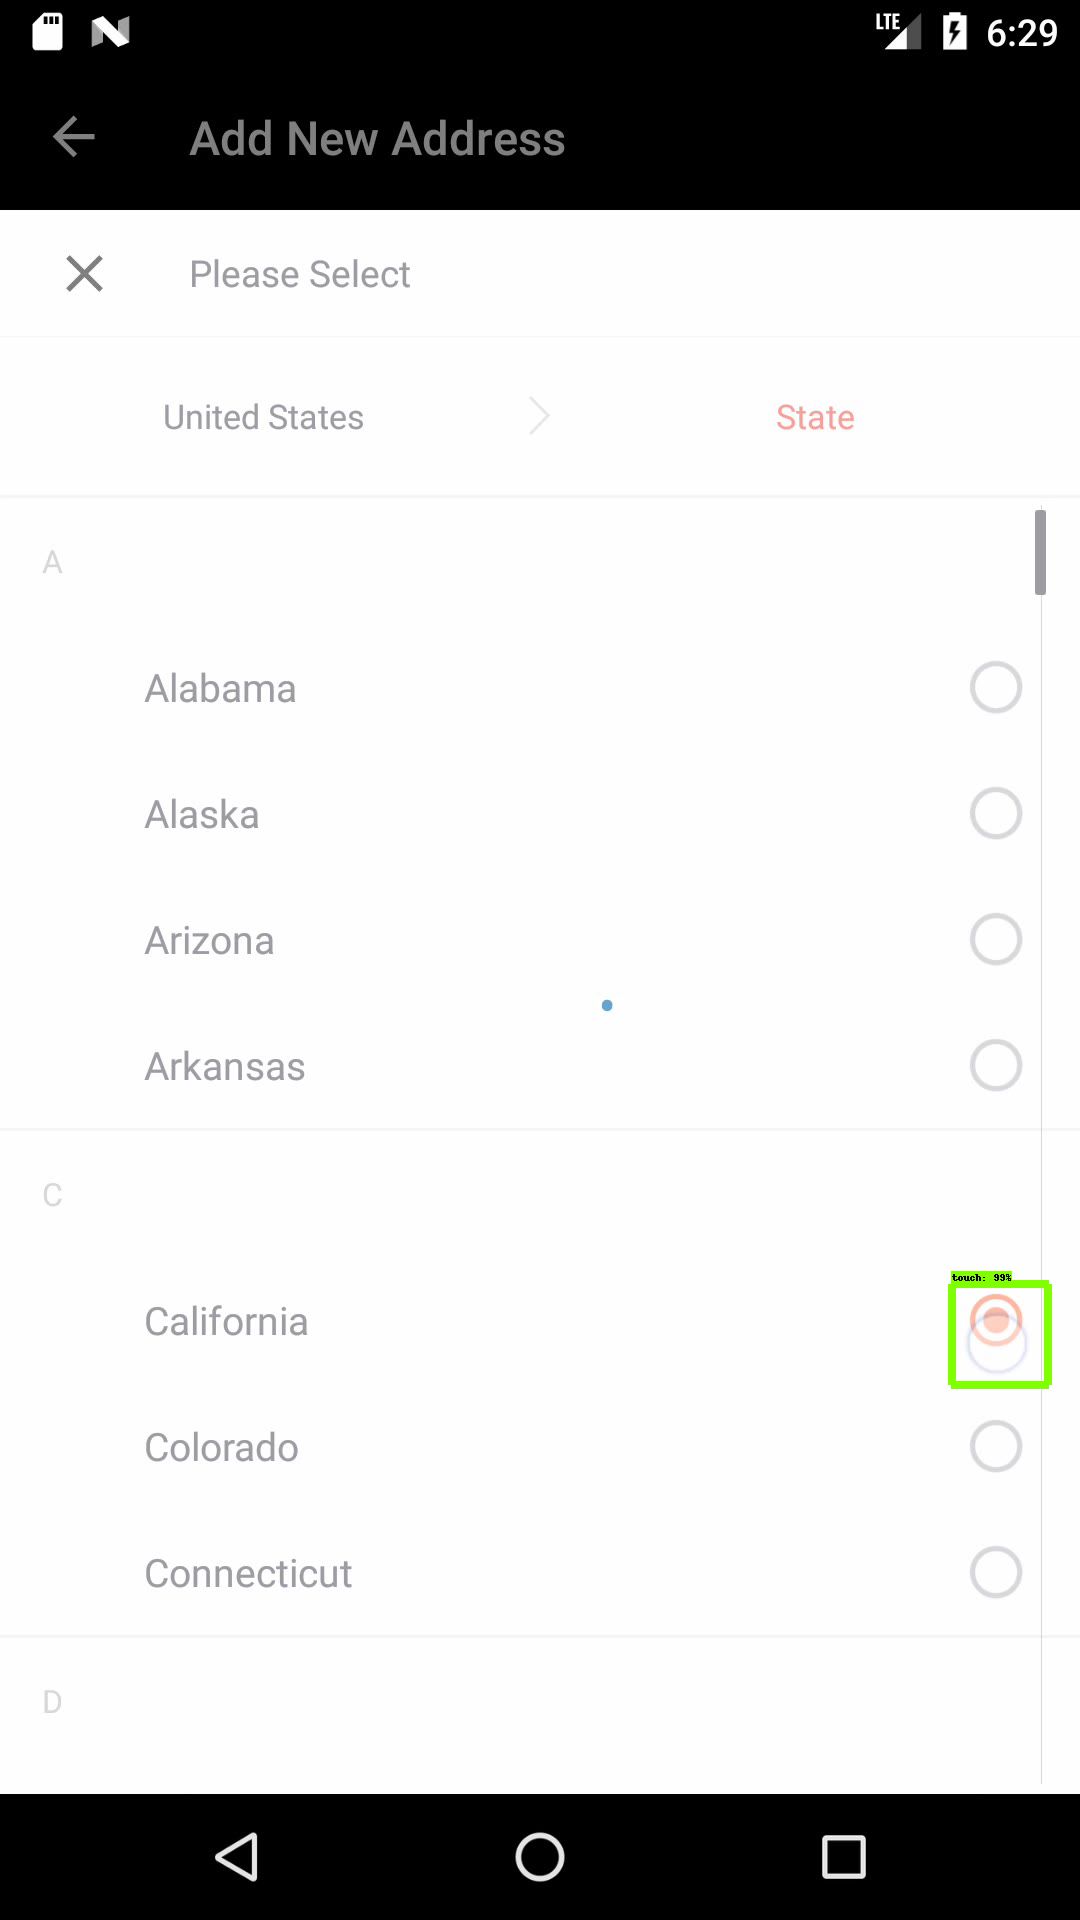 LTE
6:29
Add New Address
Please Select
United States
State
A
Alabama
Alaska
Arizona
Arkansas
C
touch: 99%
California
Colorado
Connecticut
D